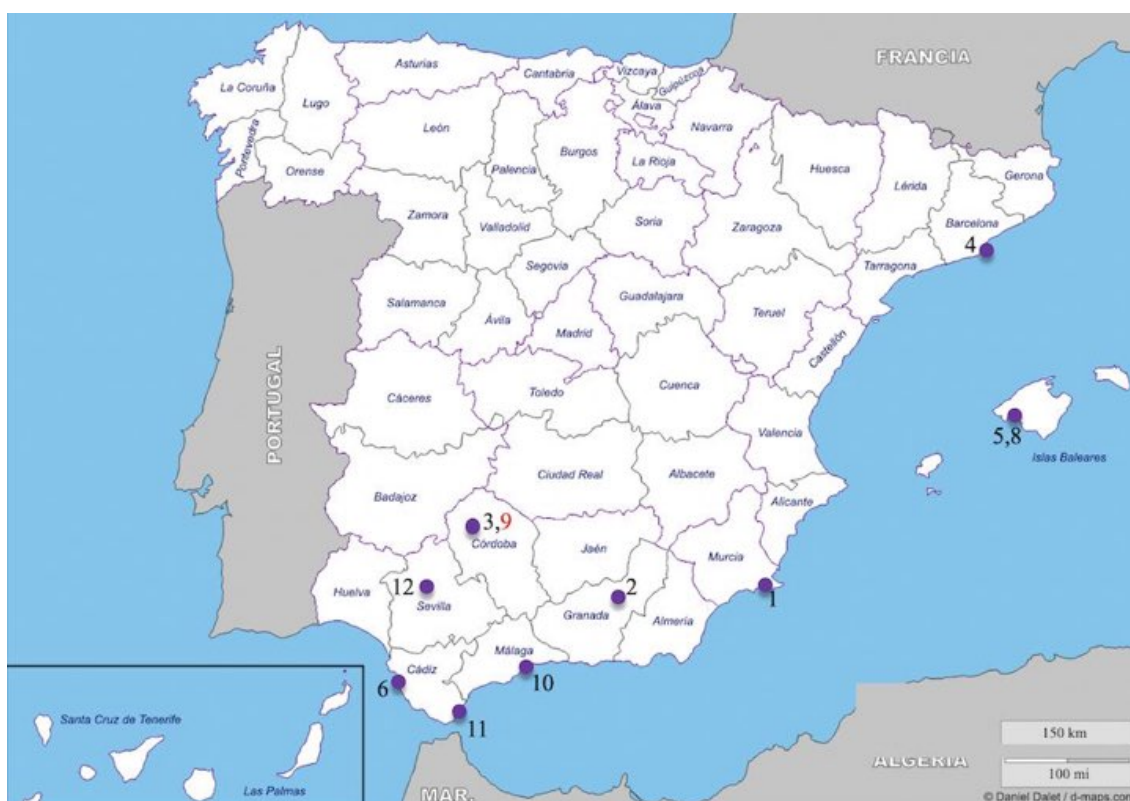 FRANCIA
Asturias
Cantabria
Vizcaya
Guipúzcoa
La Coruña
Lugo
Álava
Navarra
León
Pontevedra
Palencia
Burgos
La Rioja
Huesca
Lérida
Gerona
Orense
Zamora
Valladolid
Soria
Zaragoza
Barcelona
4
Segovia
Tarragona
Salamanca
Guadalajara
Ávila
Madrid
Teruel
Castellón
PORTUGAL
Cáceres
Toledo
Cuenca
Valencia
5,8
Islas Baleares
Ciudad Real
Albacete
Badajoz
Alicante
3,9
Córdoba
Jaén
Murcia
12
Sevilla
Huelva
2
Granada
1
Almería
Málaga
Cádiz
6
10
11
Santa Cruz de Tenerife
Las Palmas
MAR.
ALGERIA
150 km
100 mi
© Daniel Dalet / d-maps.com